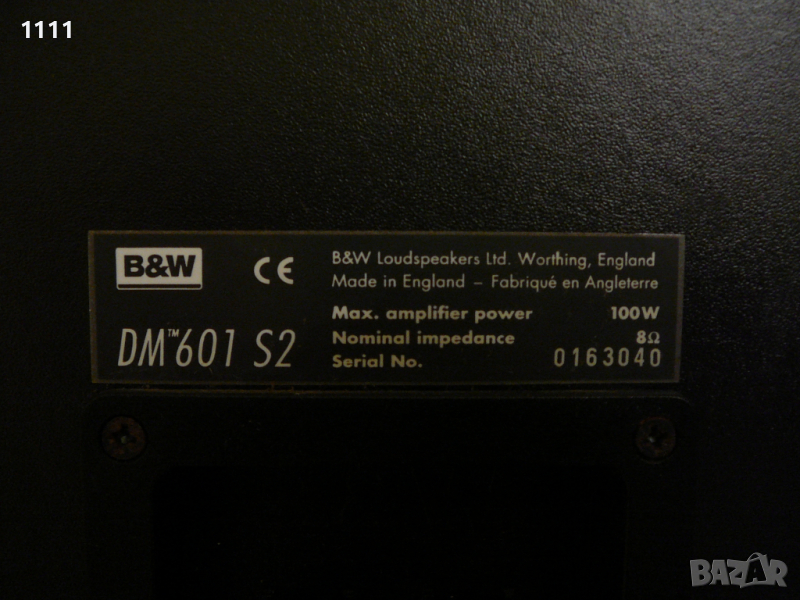 1111
B&W
CE
B&W Loudspeakers Ltd. Worthing, England
Made in England – Fabriqué en Angleterre
DM™601 S2
Max. amplifier power 100W
Nominal impedance 8Ω
Serial No. 0163040
BAZAR